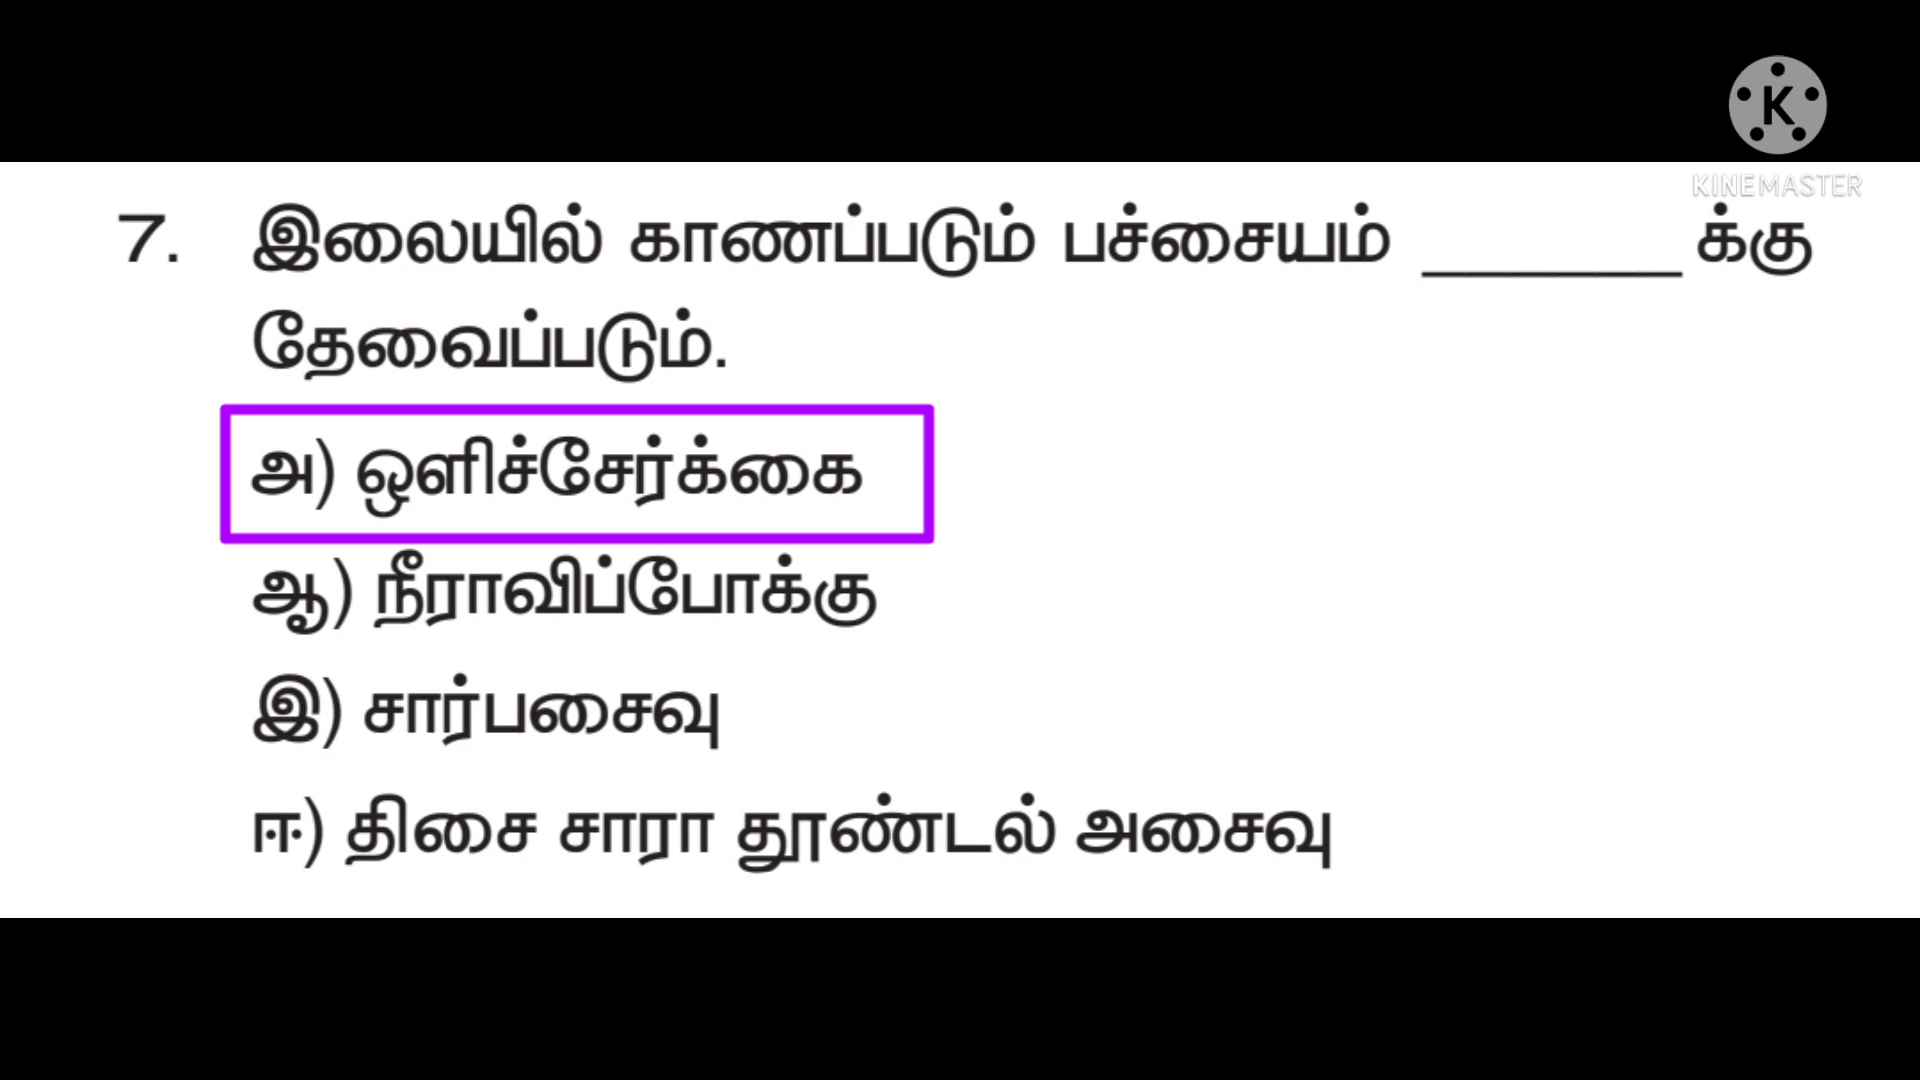 K
KINEMASTER
7. இலையில் காணப்படும் பச்சையம் ________ க்கு
தேவைப்படும்.
அ) ஒளிச்சேர்க்கை
ஆ) நீராவிப்போக்கு
இ) சார்பசைவு
ஈ) திசை சாரா தூண்டல் அசைவு